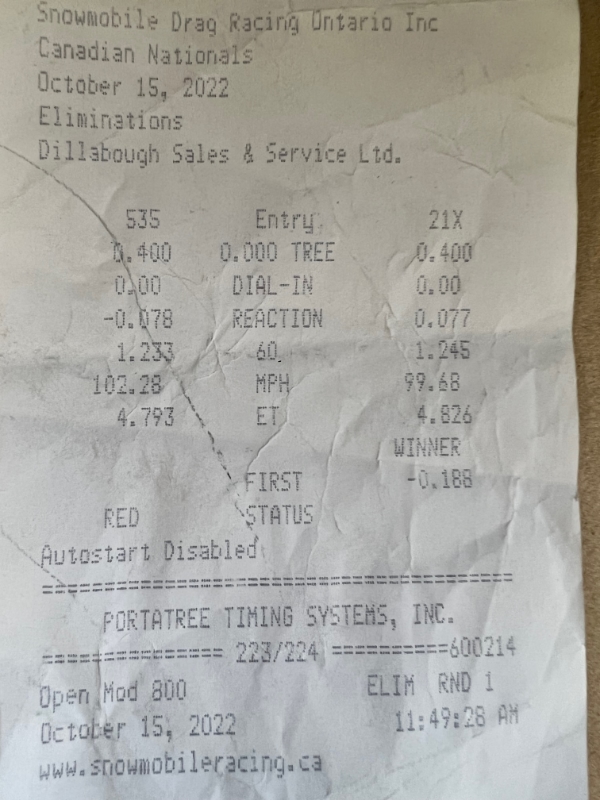 Snowmobile Drag Racing Ontario Inc
Canadian Nationals
October 15, 2022
Eliminations
Dillabough Sales & Service Ltd.
535 Entry 21X
0.400 0.000 TREE 0.400
0.00 DIAL-IN 0.00
-0.078 REACTION 0.077
1.233 60 1.245
102.28 MPH 99.68
4.793 ET 4.826
WINNER
FIRST -0.188
RED STATUS
Autostart Disabled
==============================================
PORTATREE TIMING SYSTEMS, INC.
================ 223/224 ==========600214
Open Mod 800 ELIM RND 1
October 15, 2022 11:49:28 AM
www.snowmobileracing.ca